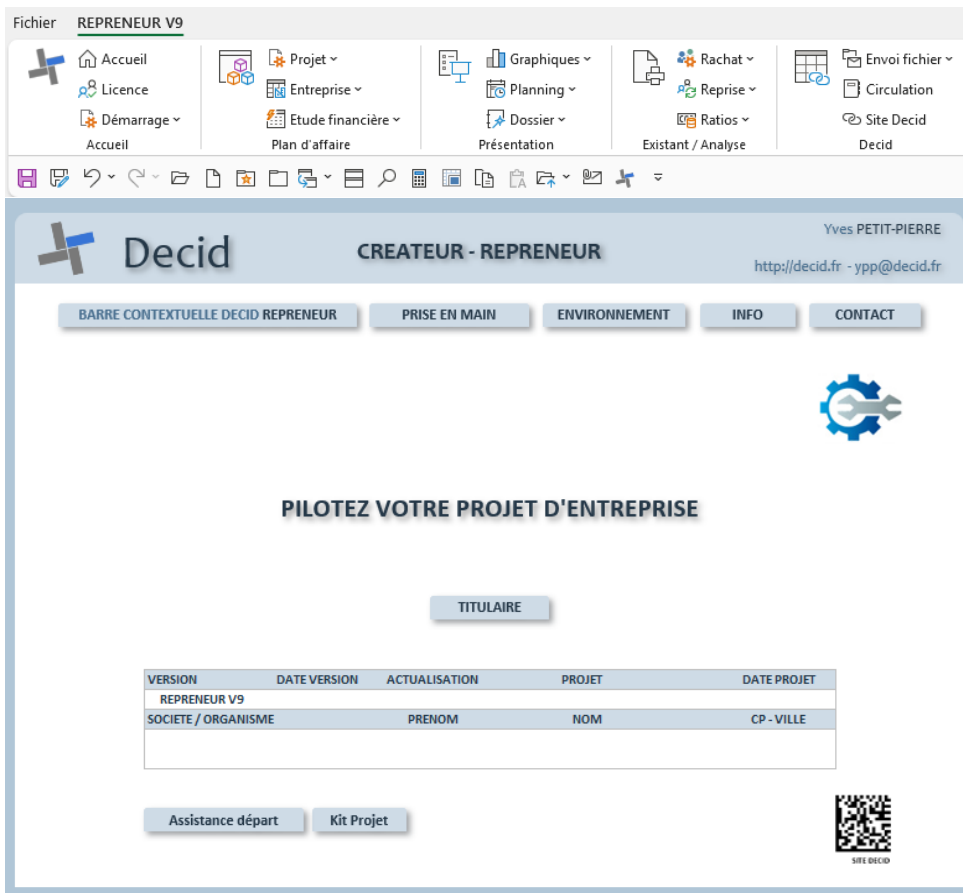 Fichier REPRENEUR V9
Accueil Projet Graphiques Rachat Envoi fichier
Licence Entreprise Planning Reprise Circulation
Démarrage Etude financière Dossier Ratios Site Decid
Accueil Plan d'affaire Présentation Existant / Analyse Decid
Yves PETIT-PIERRE
Decid CREATEUR - REPRENEUR
http://decid.fr - ypp@decid.fr
BARRE CONTEXTUELLE DECID REPRENEUR PRISE EN MAIN ENVIRONNEMENT INFO CONTACT
PILOTEZ VOTRE PROJET D'ENTREPRISE
TITULAIRE
VERSION DATE VERSION ACTUALISATION PROJET DATE PROJET
REPRENEUR V9
SOCIETE / ORGANISME PRENOM NOM CP - VILLE
Assistance départ Kit Projet
SITE DECID